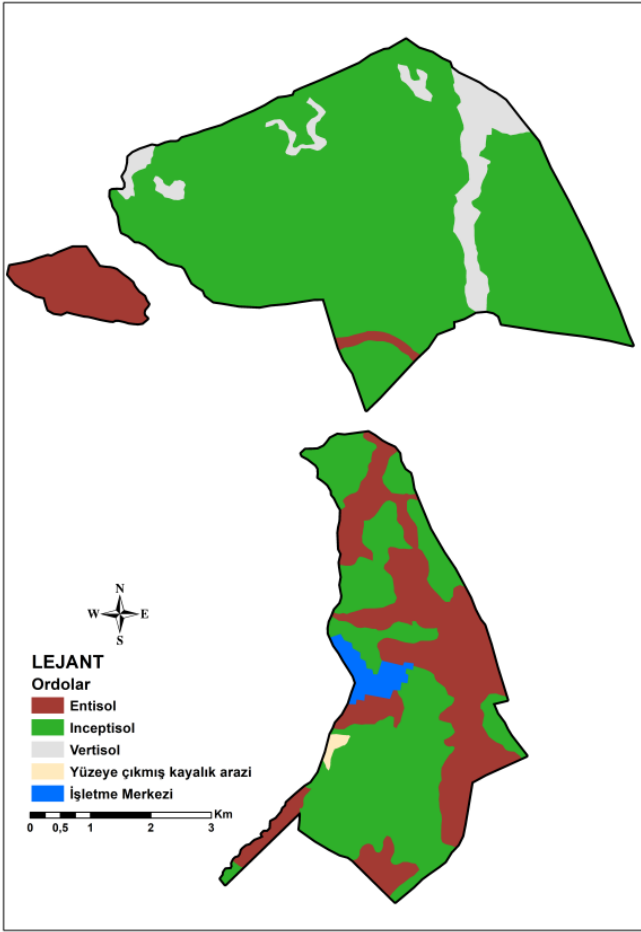 N
W E
S
LEJANT
Ordolar
Entisol
Inceptisol
Vertisol
Yüzeye çıkmış kayalık arazi
İşletme Merkezi
Km
0 0,5 1 2 3